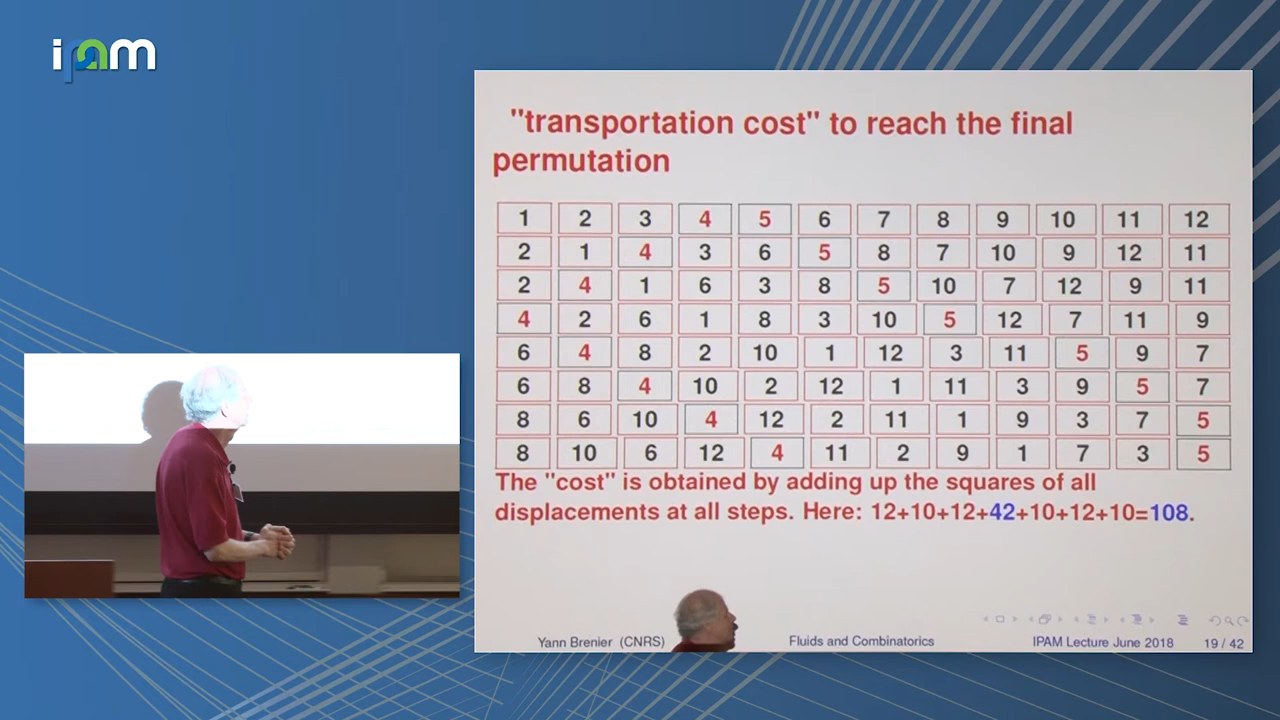 ipam
"transportation cost" to reach the final
permutation
1 2 3 4 5 6 7 8 9 10 11 12
2 1 4 3 6 5 8 7 10 9 12 11
2 4 1 6 3 8 5 10 7 12 9 11
4 2 6 1 8 3 10 5 12 7 11 9
6 4 8 2 10 1 12 3 11 5 9 7
6 8 4 10 2 12 1 11 3 9 5 7
8 6 10 4 12 2 11 1 9 3 7 5
8 10 6 12 4 11 2 9 1 7 3 5
The "cost" is obtained by adding up the squares of all
displacements at all steps. Here: 12+10+12+42+10+12+10=108.
Yann Brenier (CNRS) Fluids and Combinatorics IPAM Lecture June 2018 19 / 42